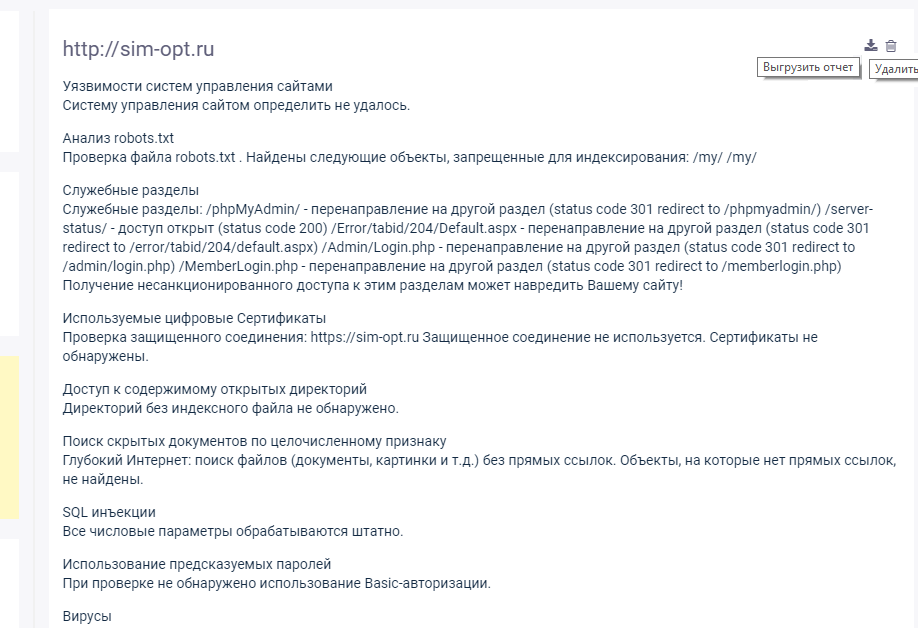 http://sim-opt.ru
Выгрузить отчет
Удалить
Уязвимости систем управления сайтами
Систему управления сайтом определить не удалось.
Анализ robots.txt
Проверка файла robots.txt . Найдены следующие объекты, запрещенные для индексирования: /my/ /my/
Служебные разделы
Служебные разделы: /phpMyAdmin/ - перенаправление на другой раздел (status code 301 redirect to /phpmyadmin/) /server-
status/ - доступ открыт (status code 200) /Error/tabid/204/Default.aspx - перенаправление на другой раздел (status code 301
redirect to /error/tabid/204/default.aspx) /Admin/Login.php - перенаправление на другой раздел (status code 301 redirect to
/admin/login.php) /MemberLogin.php - перенаправление на другой раздел (status code 301 redirect to /memberlogin.php)
Получение несанкционированного доступа к этим разделам может навредить Вашему сайту!
Используемые цифровые Сертификаты
Проверка защищенного соединения: https://sim-opt.ru Защищенное соединение не используется. Сертификаты не
обнаружены.
Доступ к содержимому открытых директорий
Директорий без индексного файла не обнаружено.
Поиск скрытых документов по целочисленному признаку
Глубокий Интернет: поиск файлов (документы, картинки и т.д.) без прямых ссылок. Объекты, на которые нет прямых ссылок,
не найдены.
SQL инъекции
Все числовые параметры обрабатываются штатно.
Использование предсказуемых паролей
При проверке не обнаружено использование Basic-авторизации.
Вирусы